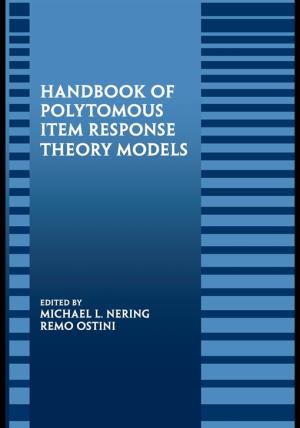 HANDBOOK OF
POLYTOMOUS
ITEM RESPONSE
THEORY MODELS
EDITED BY
MICHAEL L. NERING
REMO OSTINI